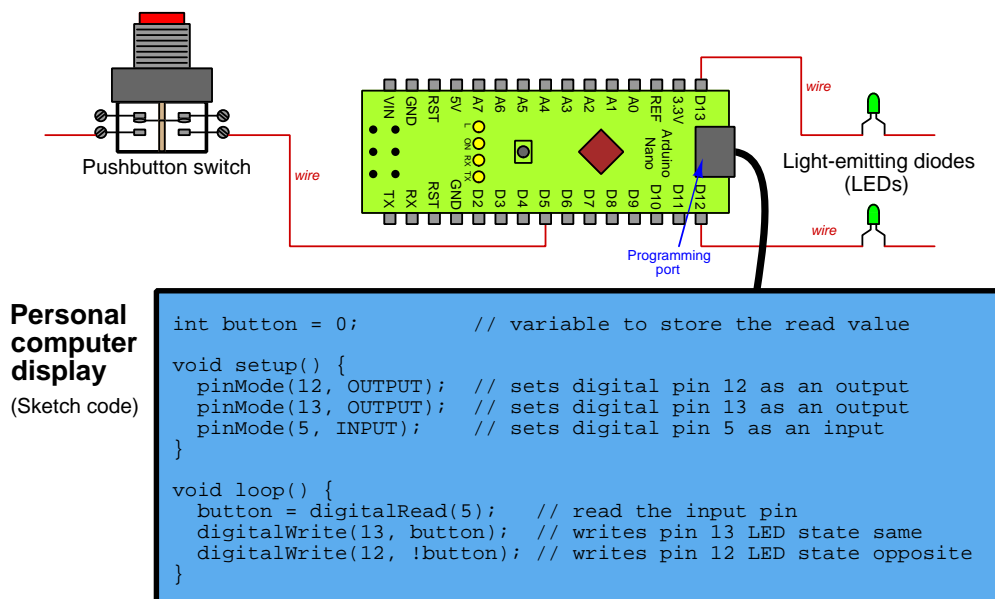 VIN
GND
RST
5V
A7
A6
A5
A4
A3
A2
A1
A0
REF
3.3V
D13
L
ON
RX
TX
Arduino
Nano
TX
RX
RST
GND
D2
D3
D4
D5
D6
D7
D8
D9
D10
D11
D12
Pushbutton switch
wire
wire
wire
Light-emitting diodes
(LEDs)
Programming
port
Personal
computer
display
(Sketch code)
int button = 0;           // variable to store the read value
void setup() {
  pinMode(12, OUTPUT);  // sets digital pin 12 as an output
  pinMode(13, OUTPUT);  // sets digital pin 13 as an output
  pinMode(5, INPUT);    // sets digital pin 5 as an input
}
void loop() {
  button = digitalRead(5);   // read the input pin
  digitalWrite(13, button);  // writes pin 13 LED state same
  digitalWrite(12, !button); // writes pin 12 LED state opposite
}